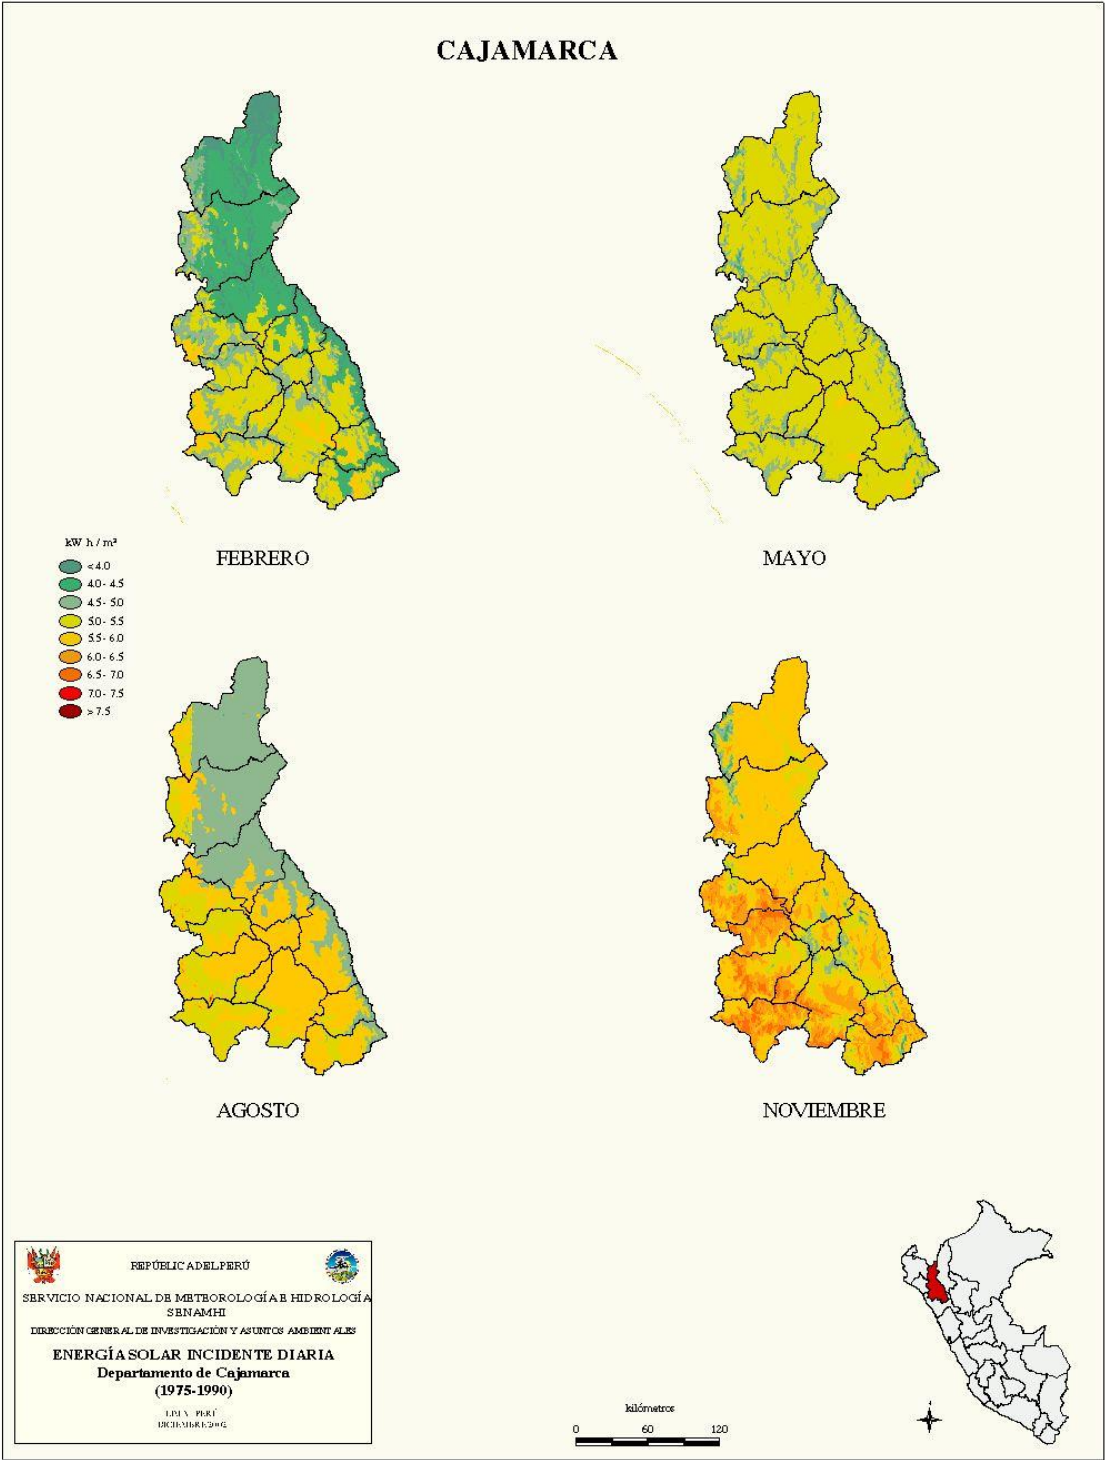 CAJAMARCA
FEBRERO
MAYO
kW h / m²
< 4.0
4.0 - 4.5
4.5 - 5.0
5.0 - 5.5
5.5 - 6.0
6.0 - 6.5
6.5 - 7.0
7.0 - 7.5
> 7.5
AGOSTO
NOVIEMBRE
REPÚBLICA DEL PERÚ
SERVICIO NACIONAL DE METEOROLOGÍA E HIDROLOGÍA
SENAMHI
DIRECCIÓN GENERAL DE INVESTIGACIÓN Y ASUNTOS AMBIENTALES
ENERGÍA SOLAR INCIDENTE DIARIA
Departamento de Cajamarca
(1975-1990)
LIMA - PERÚ
DICIEMBRE
kilómetros
0 60 120